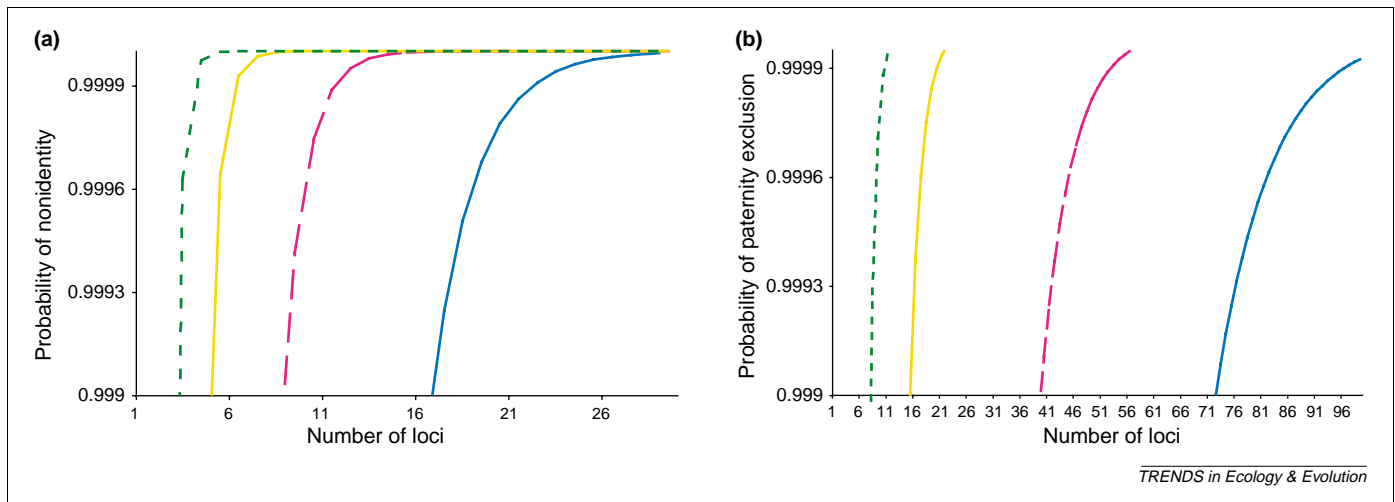 (a)
Probability of nonidentity
0.9999
0.9996
0.9993
0.999
1 6 11 16 21 26
Number of loci
(b)
Probability of paternity exclusion
0.9999
0.9996
0.9993
0.999
1 6 11 16 21 26 31 36 41 46 51 56 61 66 71 76 81 86 91 96
Number of loci
TRENDS in Ecology & Evolution